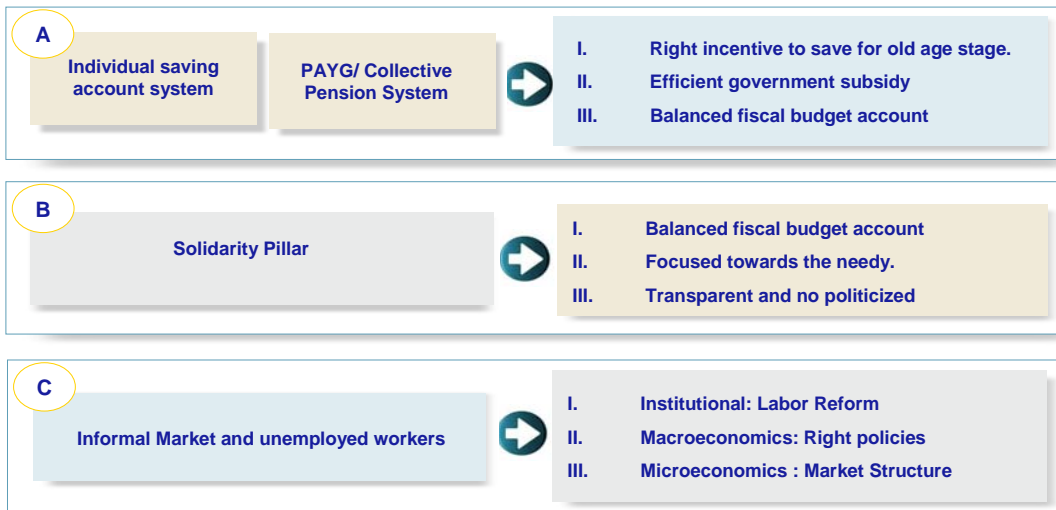 A
Individual saving
account system
PAYG/ Collective
Pension System
I. Right incentive to save for old age stage.
II. Efficient government subsidy
III. Balanced fiscal budget account
B
Solidarity Pillar
I. Balanced fiscal budget account
II. Focused towards the needy.
III. Transparent and no politicized
C
Informal Market and unemployed workers
I. Institutional: Labor Reform
II. Macroeconomics: Right policies
III. Microeconomics : Market Structure